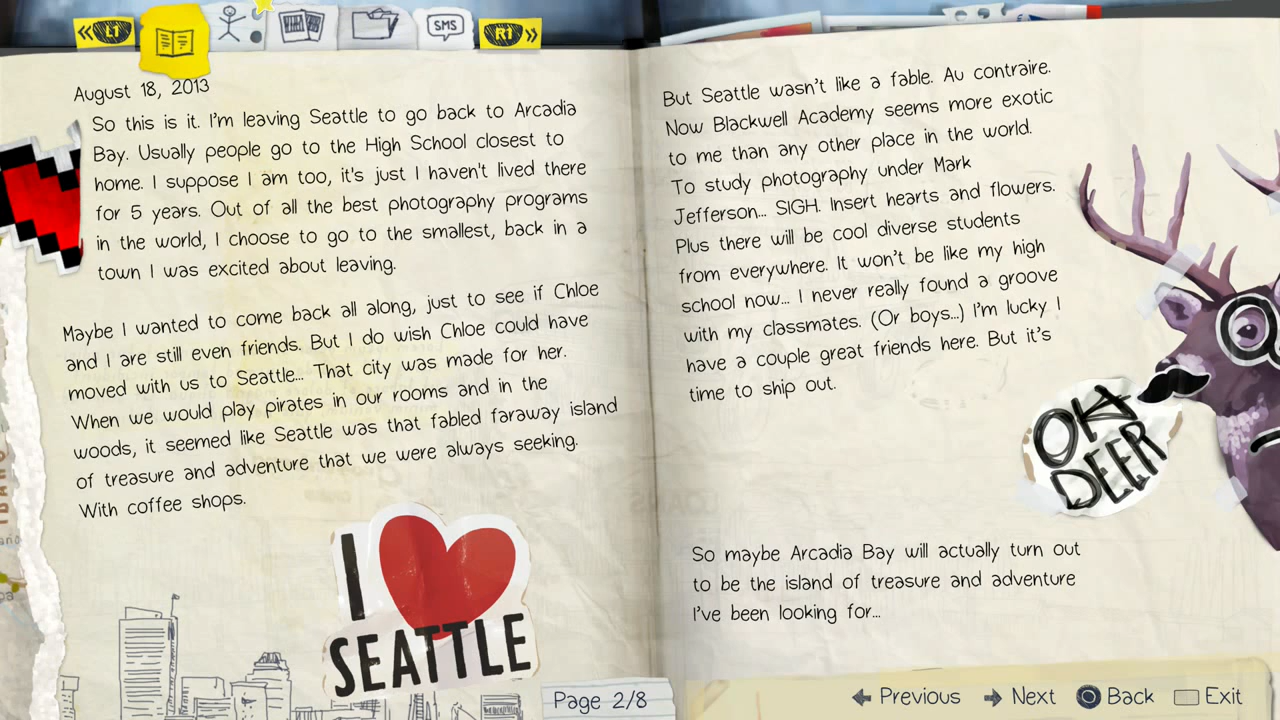 L1
SMS
R1
August 18, 2013
So this is it. I'm leaving Seattle to go back to Arcadia
Bay. Usually people go to the High School closest to
home. I suppose I am too, it's just I haven't lived there
for 5 years. Out of all the best photography programs
in the world, I choose to go to the smallest, back in a
town I was excited about leaving.
Maybe I wanted to come back all along, just to see if Chloe
and I are still even friends. But I do wish Chloe could have
moved with us to Seattle... That city was made for her.
When we would play pirates in our rooms and in the
woods, it seemed like Seattle was that fabled faraway island
of treasure and adventure that we were always seeking.
With coffee shops.
I
SEATTLE
But Seattle wasn't like a fable. Au contraire.
Now Blackwell Academy seems more exotic
to me than any other place in the world.
To study photography under Mark
Jefferson... SIGH. Insert hearts and flowers.
Plus there will be cool diverse students
from everywhere. It won't be like my high
school now... I never really found a groove
with my classmates. (Or boys...) I'm lucky I
have a couple great friends here. But it's
time to ship out.
OH
DEER
So maybe Arcadia Bay will actually turn out
to be the island of treasure and adventure
I've been looking for...
Page 2/8
Previous
Next
Back
Exit